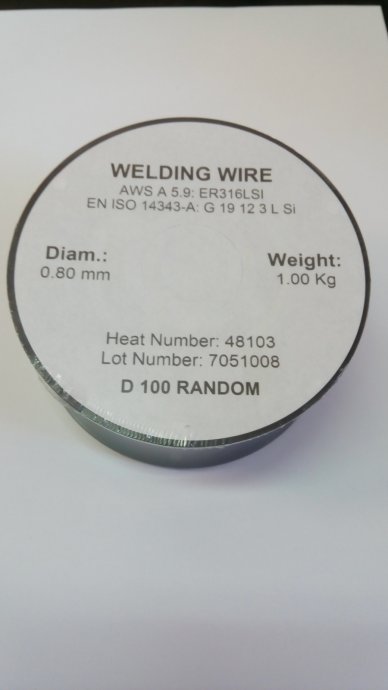 WELDING WIRE
AWS A 5.9: ER316LSI
EN ISO 14343-A: G 19 12 3 L Si
Diam.: Weight:
0.80 mm 1.00 Kg
Heat Number: 48103
Lot Number: 7051008
D 100 RANDOM